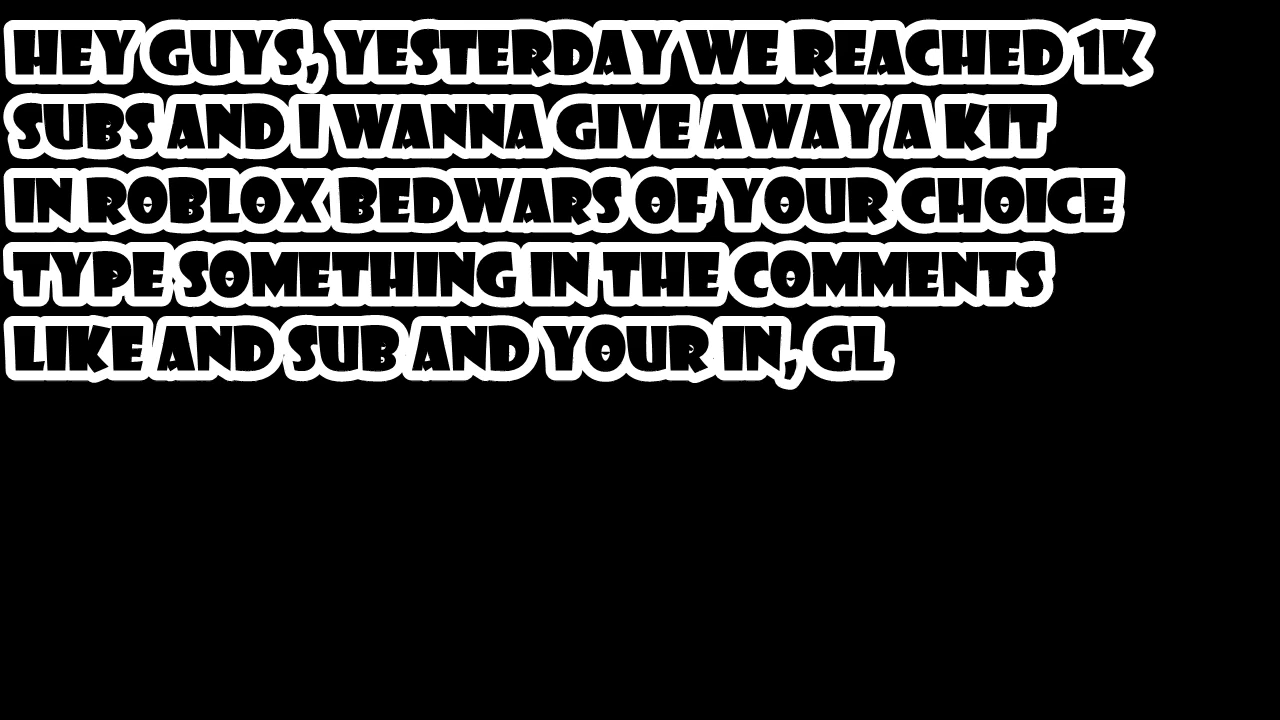 HEY GUYS, YESTERDAY WE REACHED 1K
SUBS AND I WANNA GIVE AWAY A KIT
IN ROBLOX BEDWARS OF YOUR CHOICE
TYPE SOMETHING IN THE COMMENTS
LIKE AND SUB AND YOUR IN, GL